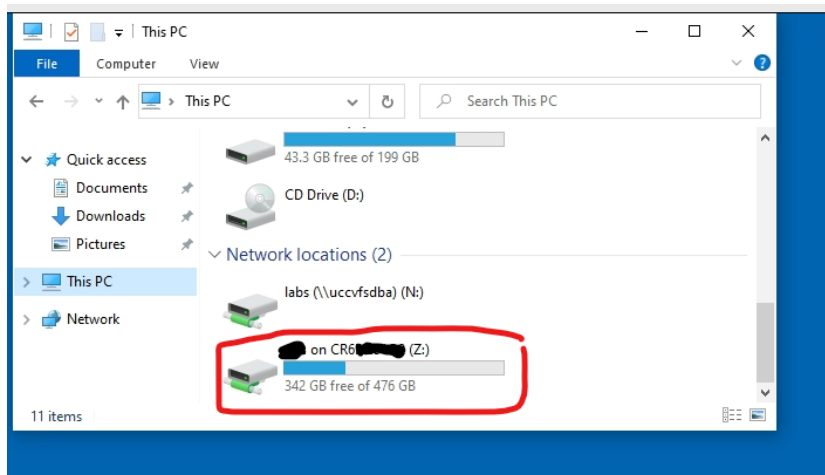 This PC
File Computer View
This PC Search This PC
43.3 GB free of 199 GB
Quick access
CD Drive (D:)
Documents
Downloads
Pictures
Network locations (2)
This PC
labs (\\uccvfsdba) (N:)
Network
on CR6 (Z:)
342 GB free of 476 GB
11 items